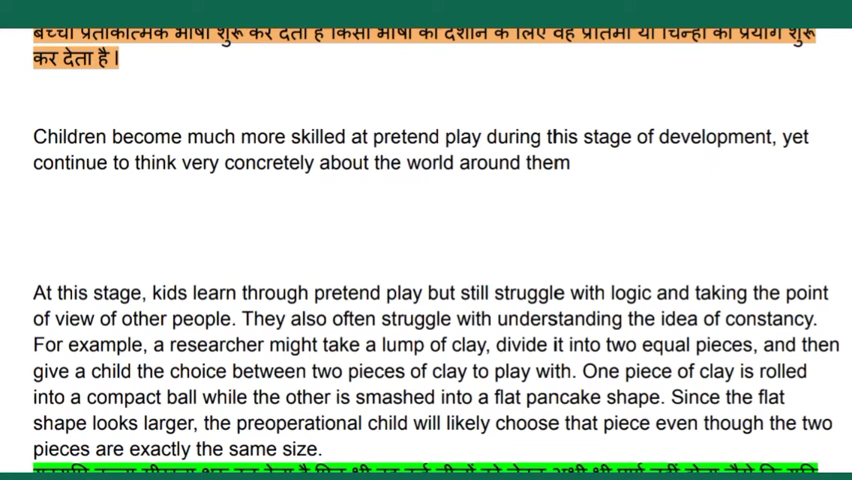 बच्चा प्रतीकात्मक भाषा शुरू कर देता है किसी भाषा को दर्शाने के लिए वह प्रतिमा या चिन्हों का प्रयोग शुरू
कर देता है।
Children become much more skilled at pretend play during this stage of development, yet
continue to think very concretely about the world around them
At this stage, kids learn through pretend play but still struggle with logic and taking the point
of view of other people. They also often struggle with understanding the idea of constancy.
For example, a researcher might take a lump of clay, divide it into two equal pieces, and then
give a child the choice between two pieces of clay to play with. One piece of clay is rolled
into a compact ball while the other is smashed into a flat pancake shape. Since the flat
shape looks larger, the preoperational child will likely choose that piece even though the two
pieces are exactly the same size.